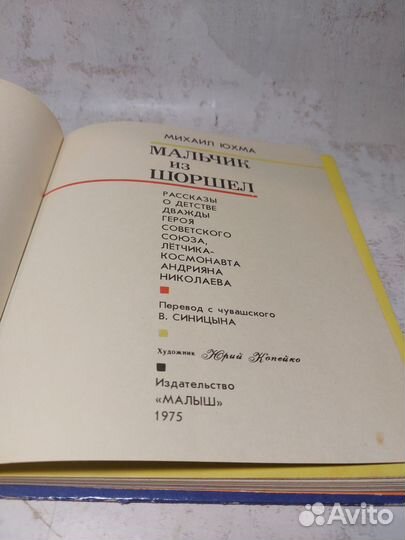 МИХАИЛ ЮХМА
МАЛЬЧИК
ИЗ
ШОРШЕЛ
РАССКАЗЫ
О ДЕТСТВЕ
ДВАЖДЫ
ГЕРОЯ
СОВЕТСКОГО
СОЮЗА,
ЛЁТЧИКА-
КОСМОНАВТА
АНДРИЯНА
НИКОЛАЕВА
Перевод с чувашского
В. СИНИЦЫНА
Художник Юрий Копейко
Издательство
«МАЛЫШ»
1975
Avito